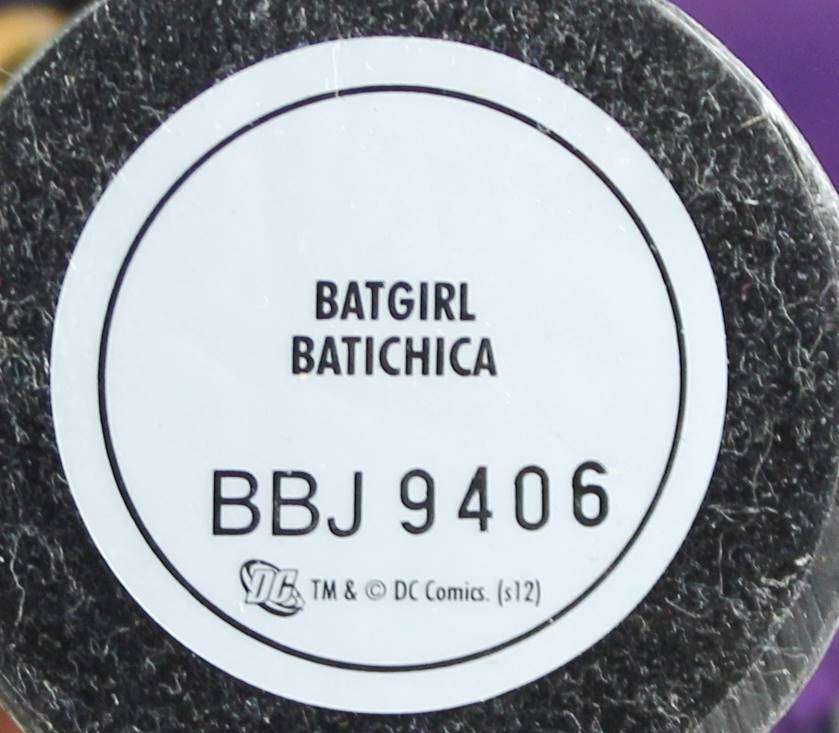 BATGIRL
BATICHICA
BBJ 9406
DC TM & © DC Comics. (s12)